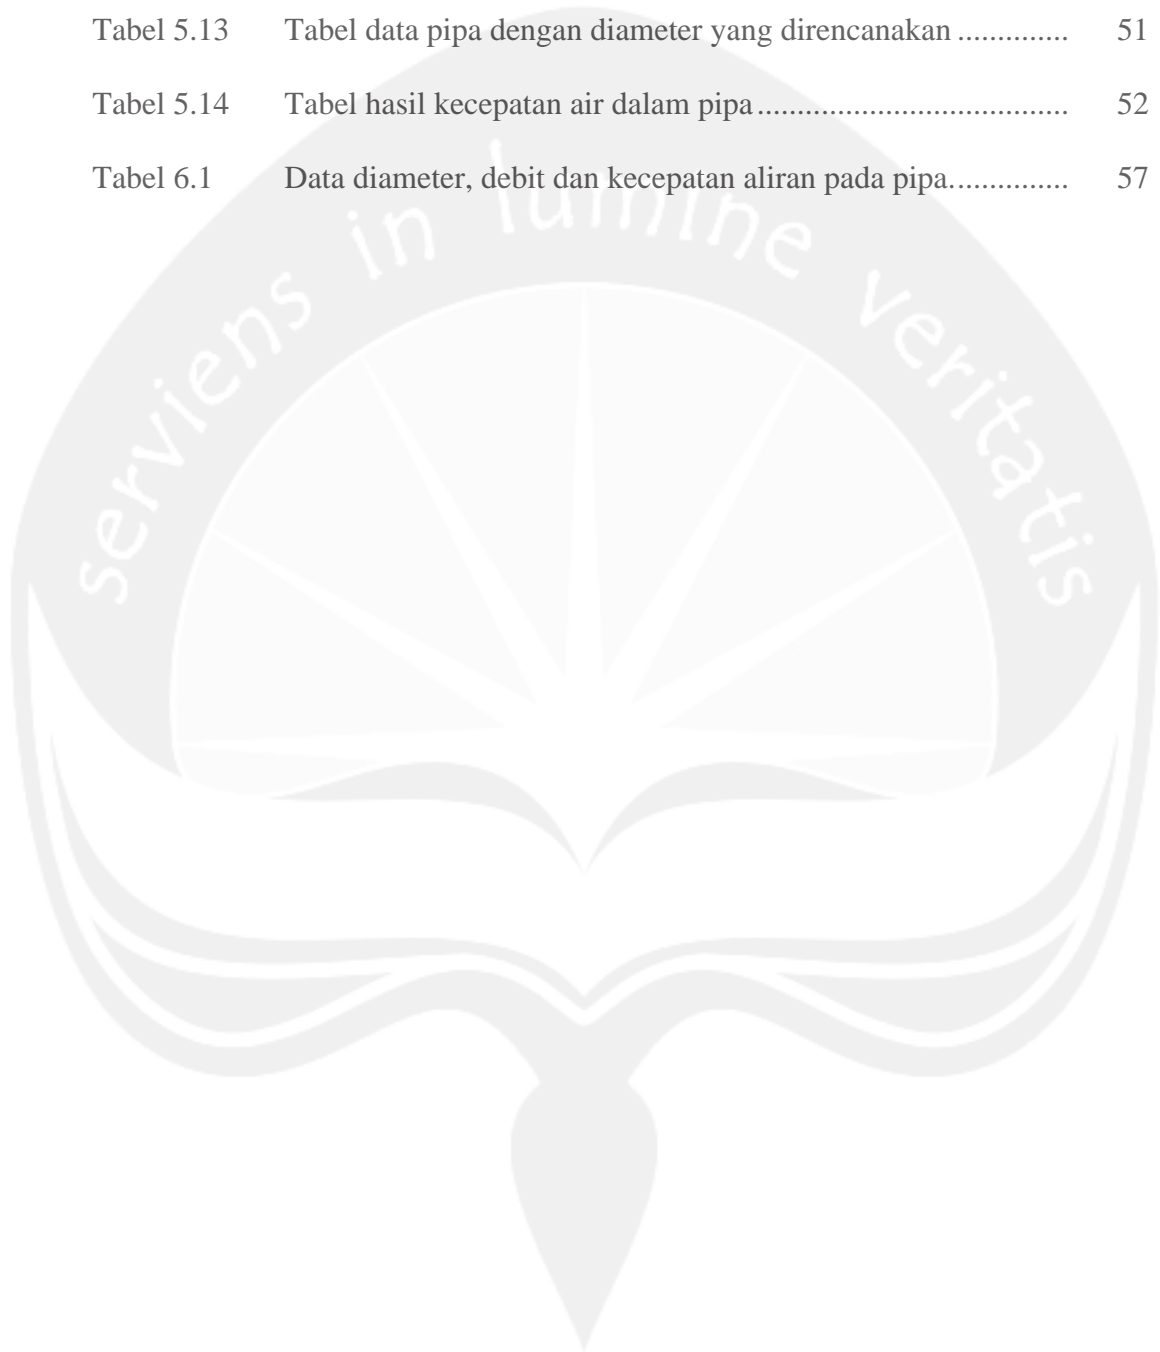 Tabel 5.13 Tabel data pipa dengan diameter yang direncanakan .............. 51
Tabel 5.14 Tabel hasil kecepatan air dalam pipa ................................... 52
Tabel 6.1 Data diameter, debit dan kecepatan aliran pada pipa............... 57
serviens in lumine veritatis